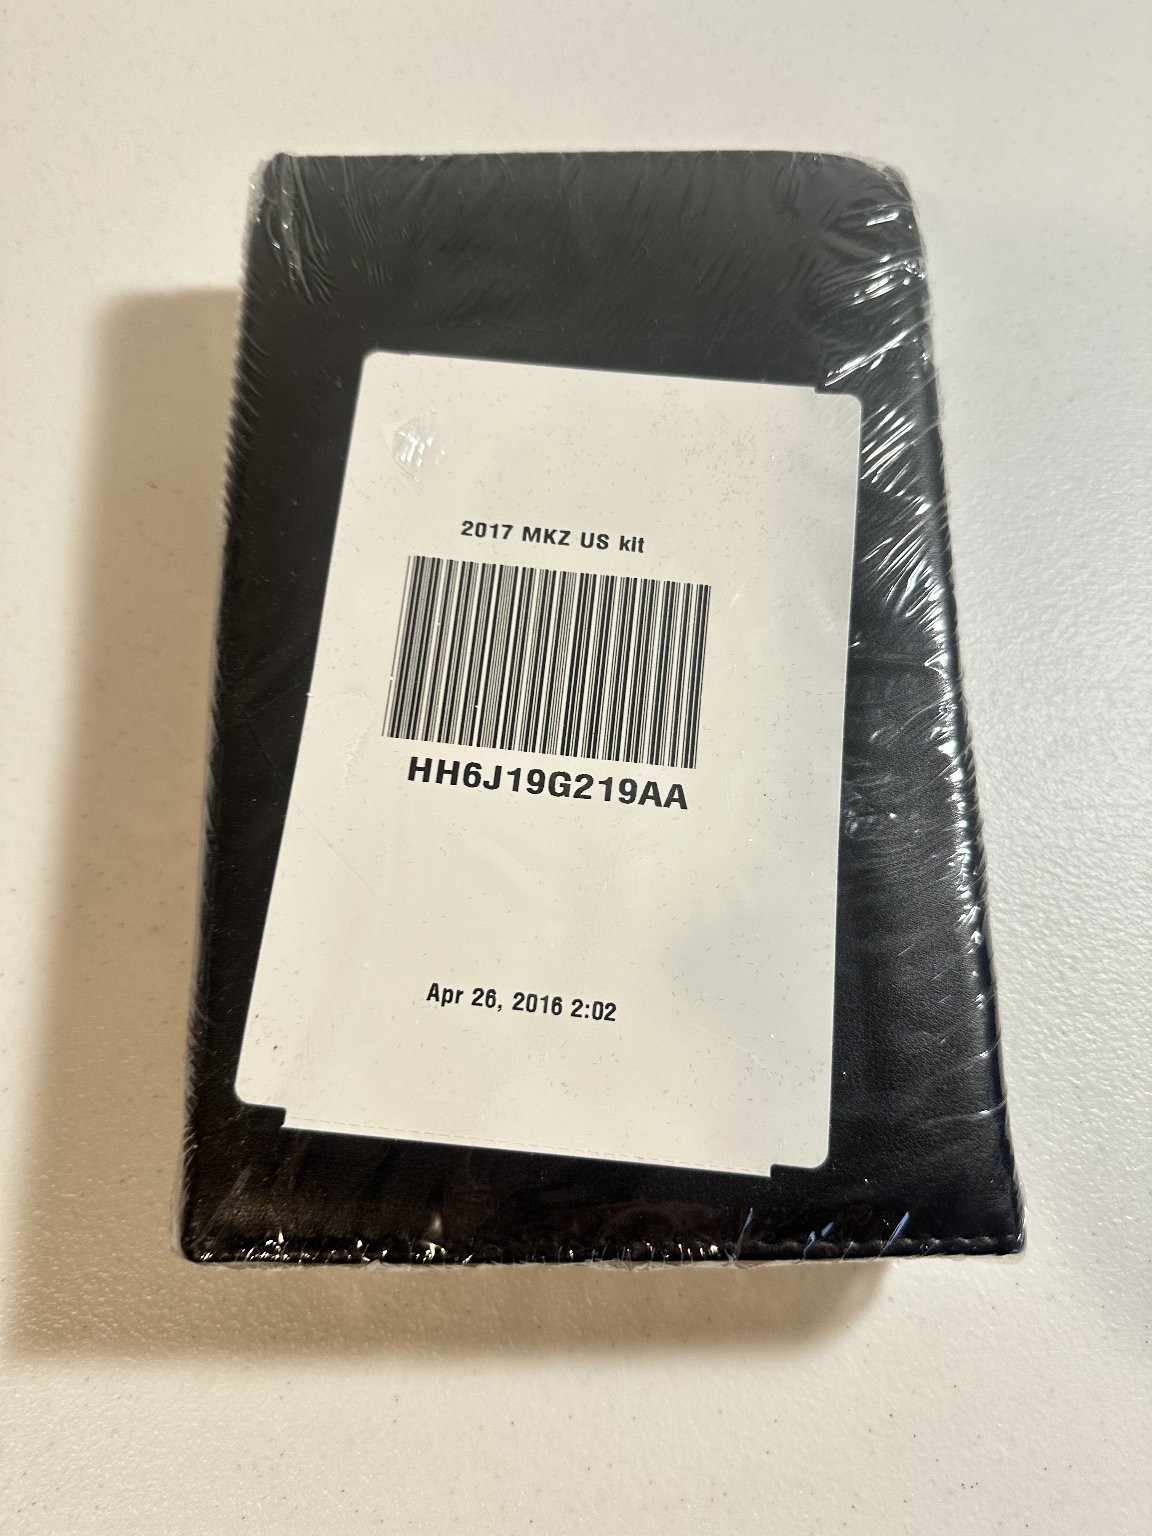 2017 MKZ US kit
HH6J19G219AA
Apr 26, 2016 2:02